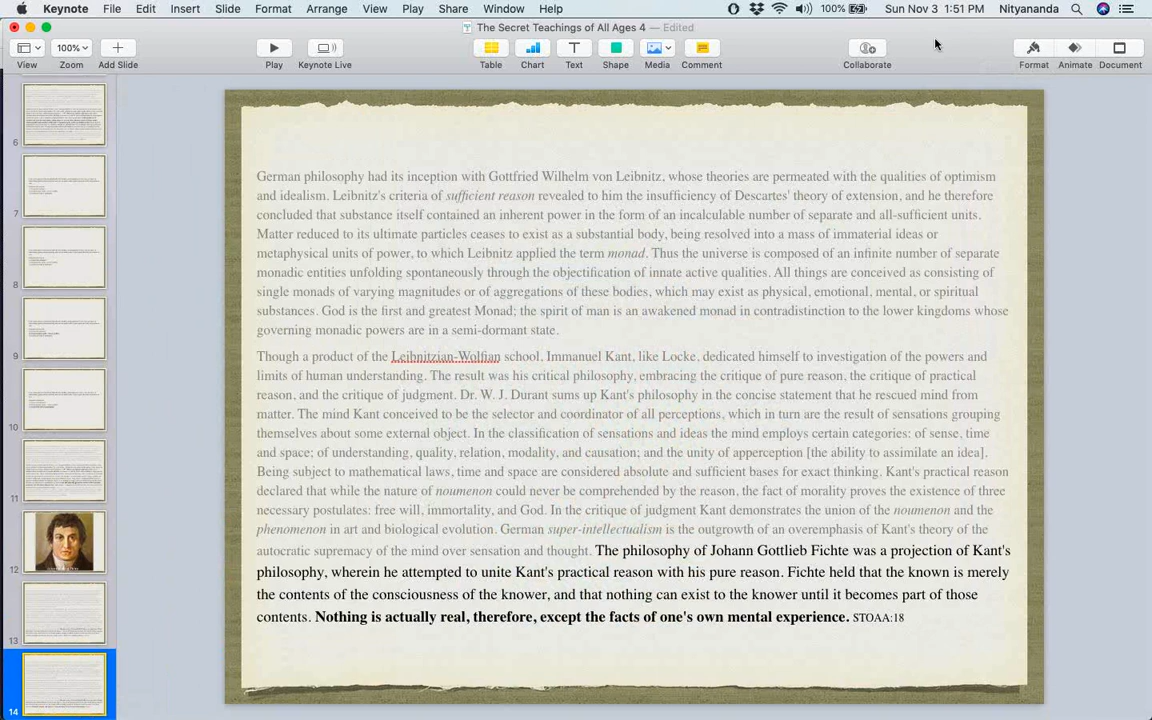 Keynote File Edit Insert Slide Format Arrange View Play Share Window Help 100% Sun Nov 3 1:51 PM Nityananda
The Secret Teachings of All Ages 4 — Edited
100%
View Zoom Add Slide Play Keynote Live Table Chart Text Shape Media Comment Collaborate Format Animate Document
6
7
8
9
10
11
12
13
14
German philosophy had its inception with Gottfried Wilhelm von Leibnitz, whose theories are permeated with the qualities of optimism
and idealism. Leibnitz's criteria of sufficient reason revealed to him the insufficiency of Descartes' theory of extension, and he therefore
concluded that substance itself contained an inherent power in the form of an incalculable number of separate and all-sufficient units.
Matter reduced to its ultimate particles ceases to exist as a substantial body, being resolved into a mass of immaterial ideas or
metaphysical units of power, to which Leibnitz applied the term monad. Thus the universe is composed of an infinite number of separate
monadic entities unfolding spontaneously through the objectification of innate active qualities. All things are conceived as consisting of
single monads of varying magnitudes or of aggregations of these bodies, which may exist as physical, emotional, mental, or spiritual
substances. God is the first and greatest Monad; the spirit of man is an awakened monad in contradistinction to the lower kingdoms whose
governing monadic powers are in a semi-dormant state.
Though a product of the Leibnitzian-Wolfian school, Immanuel Kant, like Locke, dedicated himself to investigation of the powers and
limits of human understanding. The result was his critical philosophy, embracing the critique of pure reason, the critique of practical
reason, and the critique of judgment. Dr. W. J. Durant sums up Kant's philosophy in the concise statement that he rescued mind from
matter. The mind Kant conceived to be the selector and coordinator of all perceptions, which in turn are the result of sensations grouping
themselves about some external object. In the classification of sensations and ideas the mind employs certain categories: of sense, time
and space; of understanding, quality, relation, modality, and causation; and the unity of apperception [the ability to assimilate an idea].
Being subject to mathematical laws, time and space are considered absolute and sufficient bases for exact thinking. Kant's practical reason
declared that while the nature of noumenon could never be comprehended by the reason, the fact of morality proves the existence of three
necessary postulates: free will, immortality, and God. In the critique of judgment Kant demonstrates the union of the noumenon and the
phenomenon in art and biological evolution. German super-intellectualism is the outgrowth of an overemphasis of Kant's theory of the
autocratic supremacy of the mind over sensation and thought. The philosophy of Johann Gottlieb Fichte was a projection of Kant's
philosophy, wherein he attempted to unite Kant's practical reason with his pure reason. Fichte held that the known is merely
the contents of the consciousness of the knower, and that nothing can exist to the knower until it becomes part of those
contents. Nothing is actually real, therefore, except the facts of one's own mental experience. STOAA:18